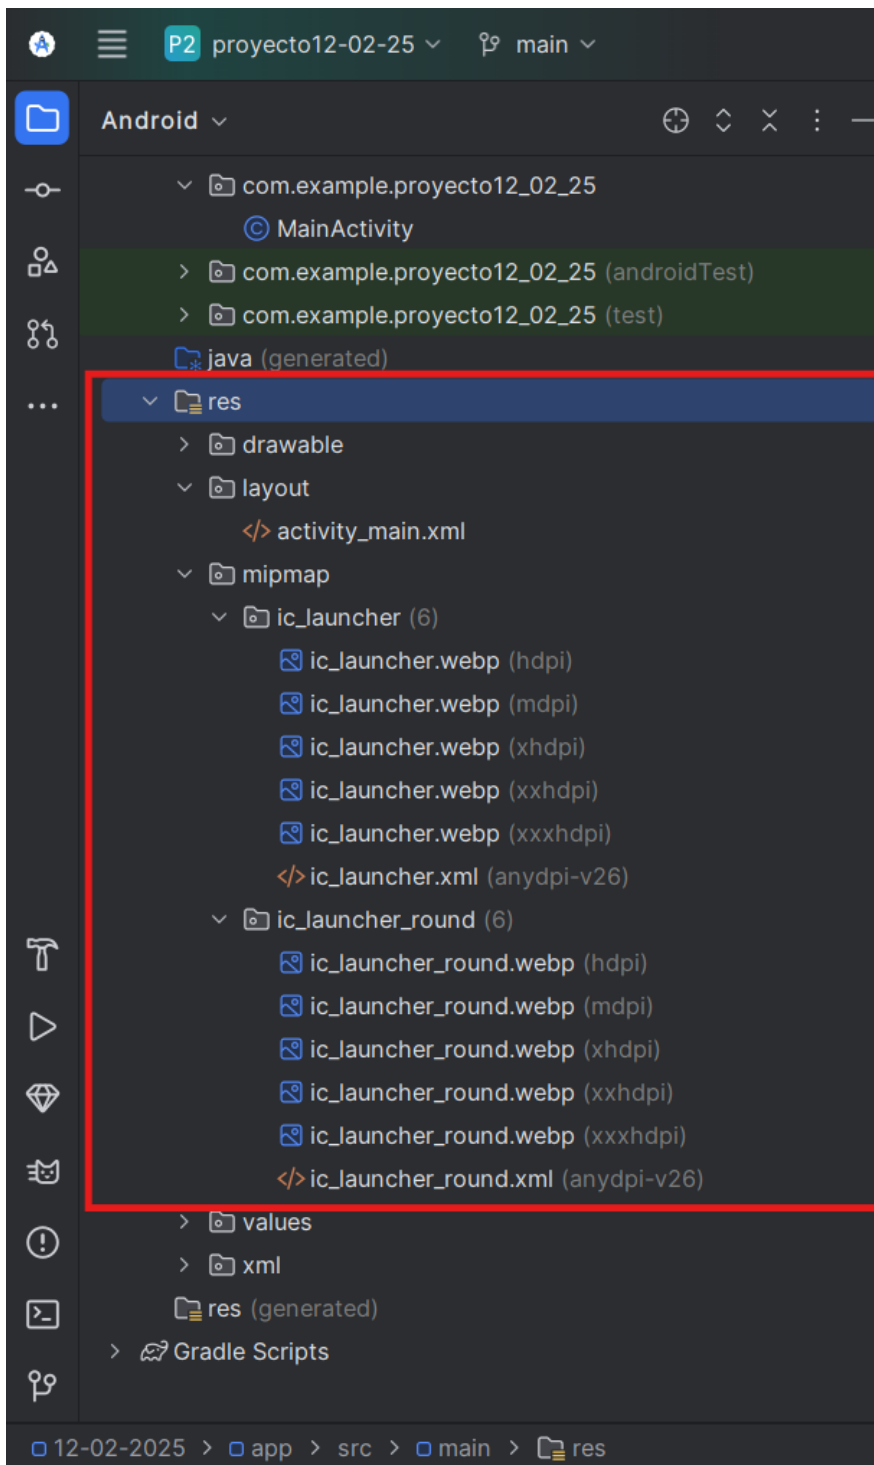 P2 proyecto12-02-25 main
Android
com.example.proyecto12_02_25
MainActivity
com.example.proyecto12_02_25 (androidTest)
com.example.proyecto12_02_25 (test)
java (generated)
res
drawable
layout
</> activity_main.xml
mipmap
ic_launcher (6)
ic_launcher.webp (hdpi)
ic_launcher.webp (mdpi)
ic_launcher.webp (xhdpi)
ic_launcher.webp (xxhdpi)
ic_launcher.webp (xxxhdpi)
</> ic_launcher.xml (anydpi-v26)
ic_launcher_round (6)
ic_launcher_round.webp (hdpi)
ic_launcher_round.webp (mdpi)
ic_launcher_round.webp (xhdpi)
ic_launcher_round.webp (xxhdpi)
ic_launcher_round.webp (xxxhdpi)
</> ic_launcher_round.xml (anydpi-v26)
values
xml
res (generated)
Gradle Scripts
12-02-2025 > app > src > main > res